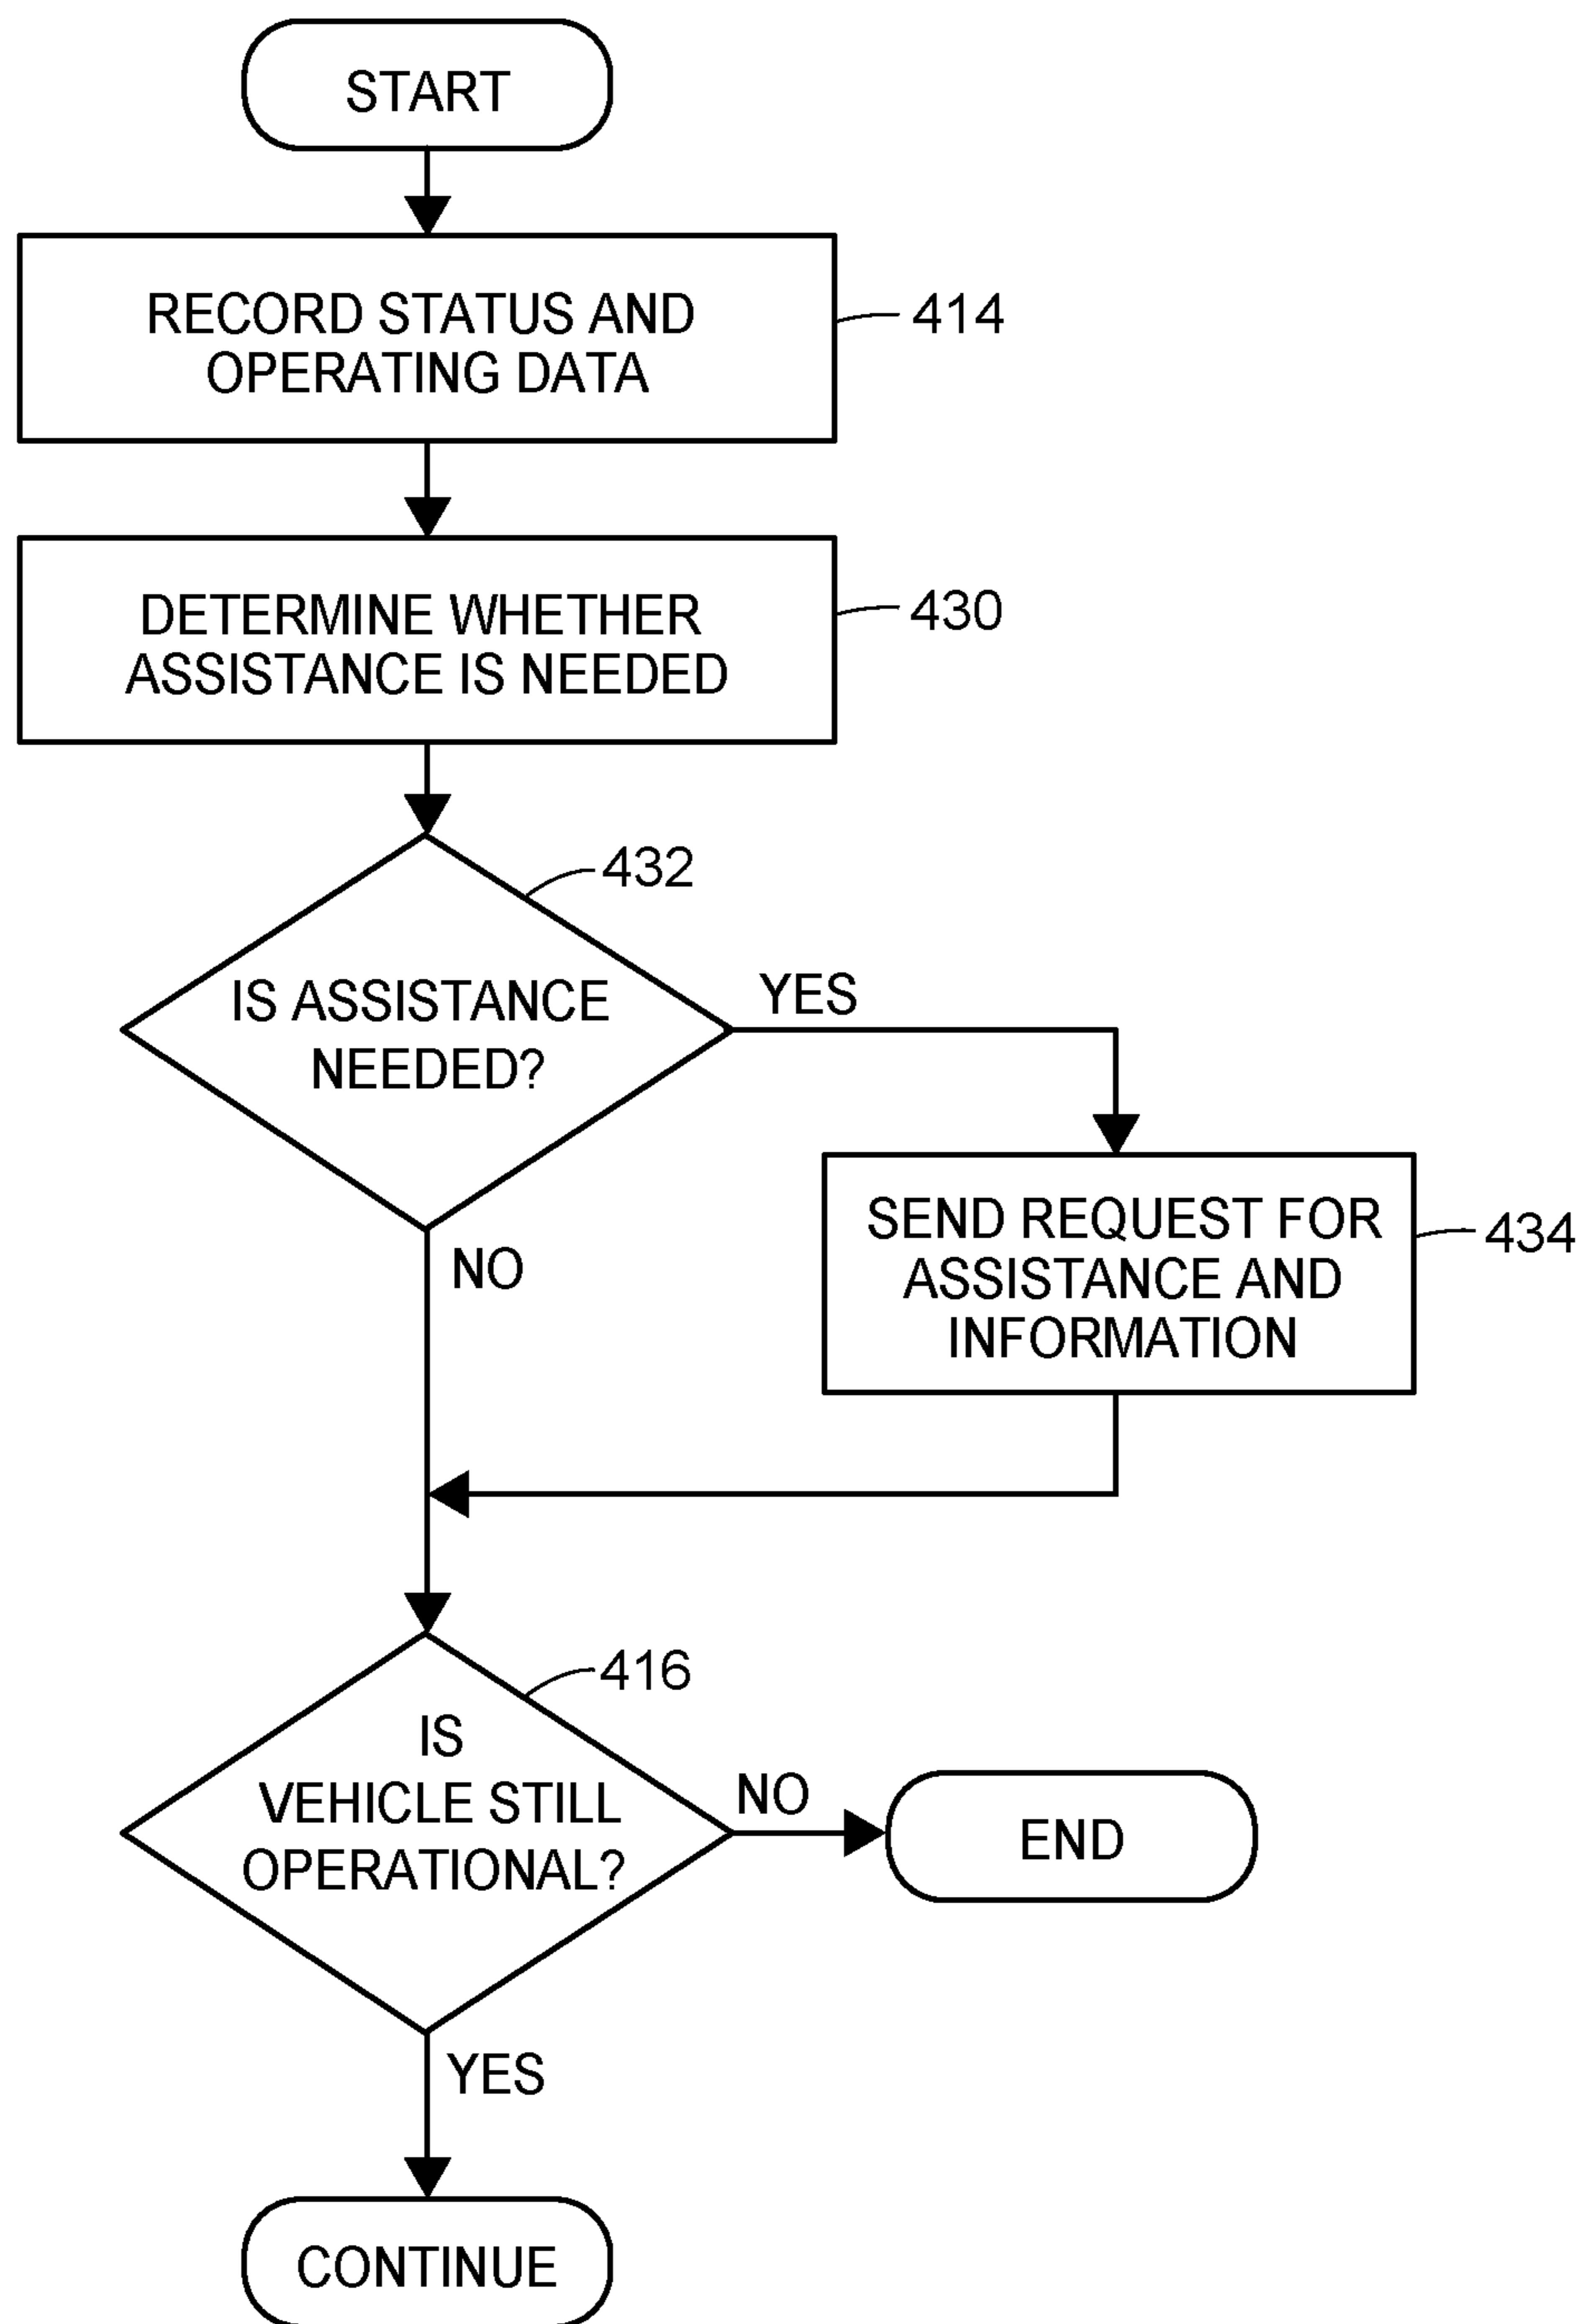 START
RECORD STATUS AND
OPERATING DATA
414
DETERMINE WHETHER
ASSISTANCE IS NEEDED
430
432
IS ASSISTANCE
NEEDED?
YES
NO
SEND REQUEST FOR
ASSISTANCE AND
INFORMATION
434
416
IS
VEHICLE STILL
OPERATIONAL?
NO
END
YES
CONTINUE